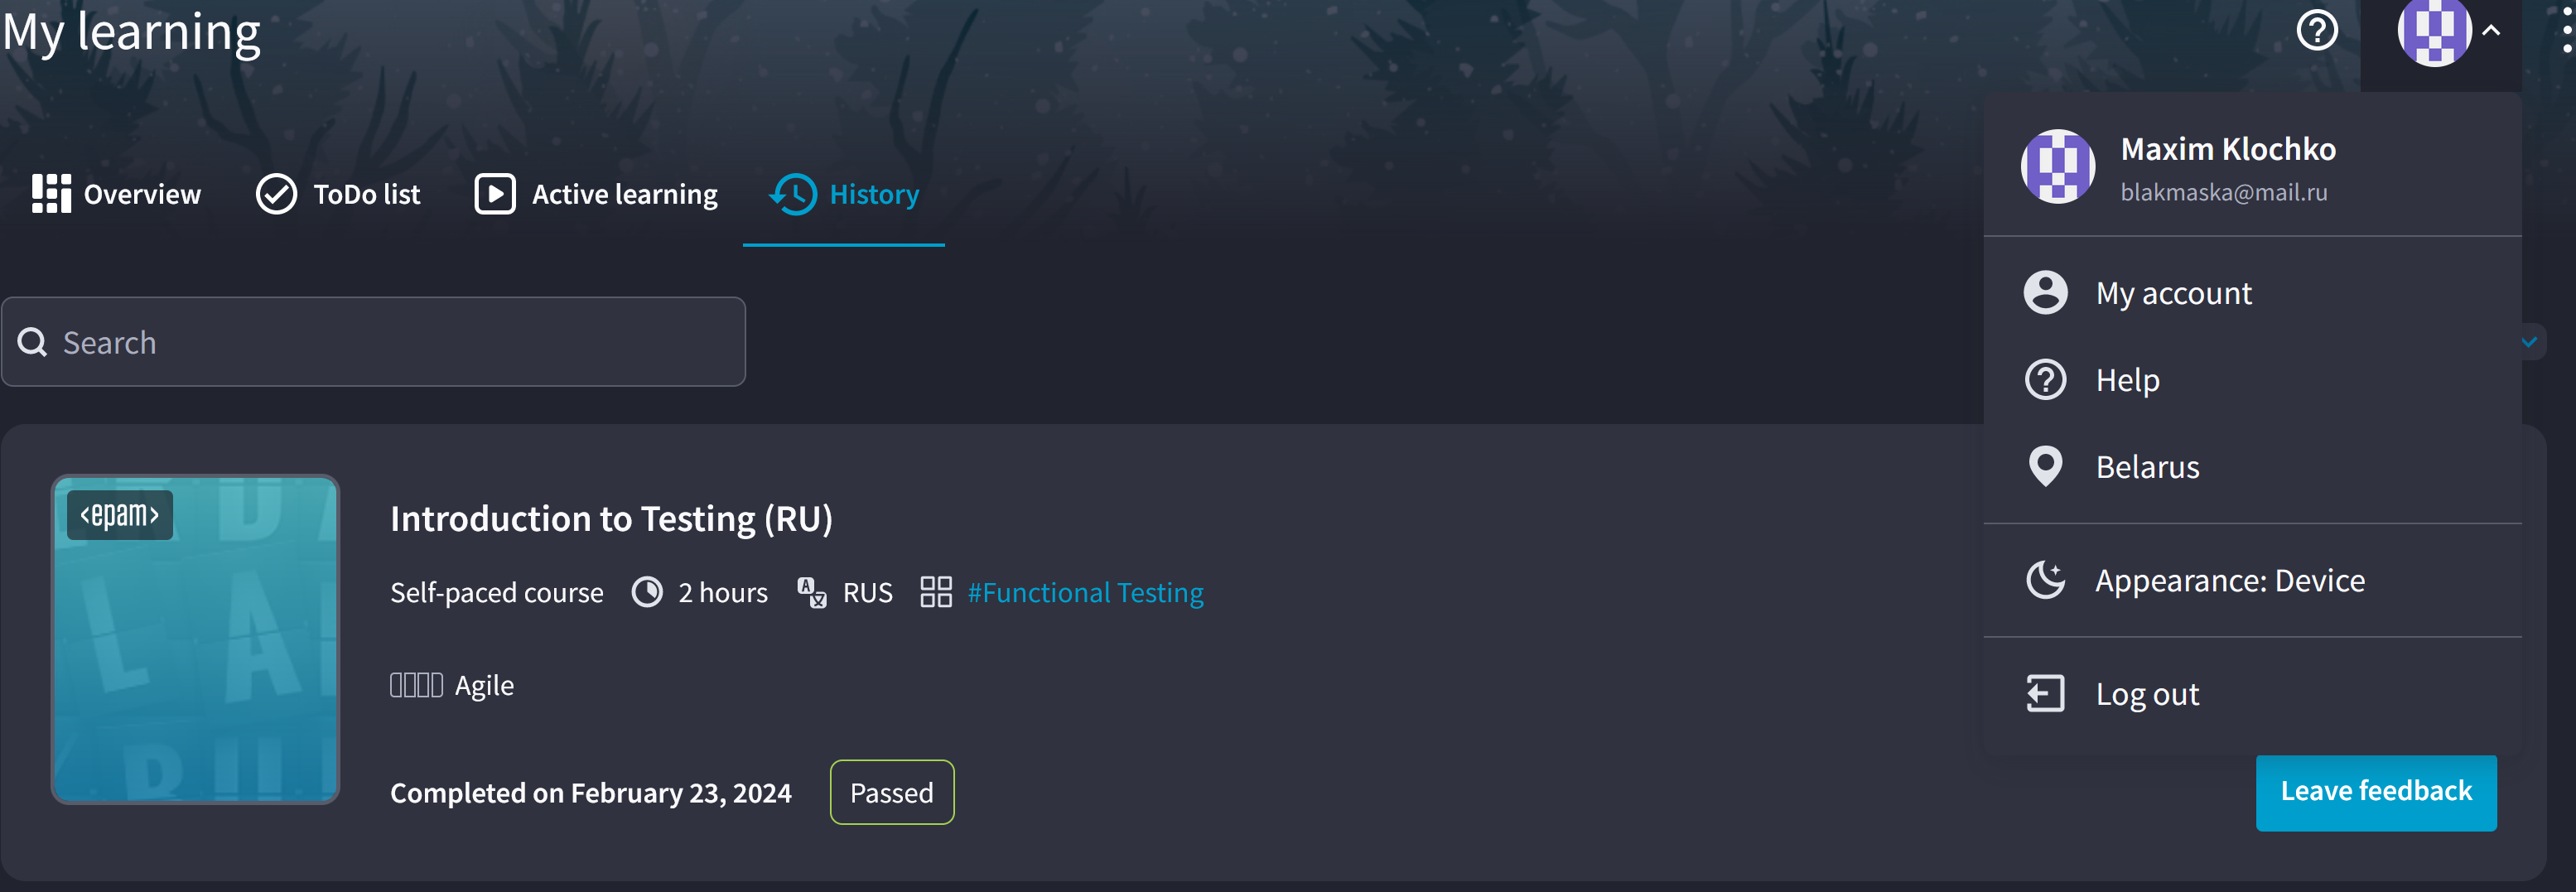 My learning
Overview
ToDo list
Active learning
History
Search
Maxim Klochko
blakmaska@mail.ru
My account
Help
Belarus
Appearance: Device
Log out
<epam>
Introduction to Testing (RU)
Self-paced course 2 hours RUS #Functional Testing
Agile
Completed on February 23, 2024 Passed
Leave feedback